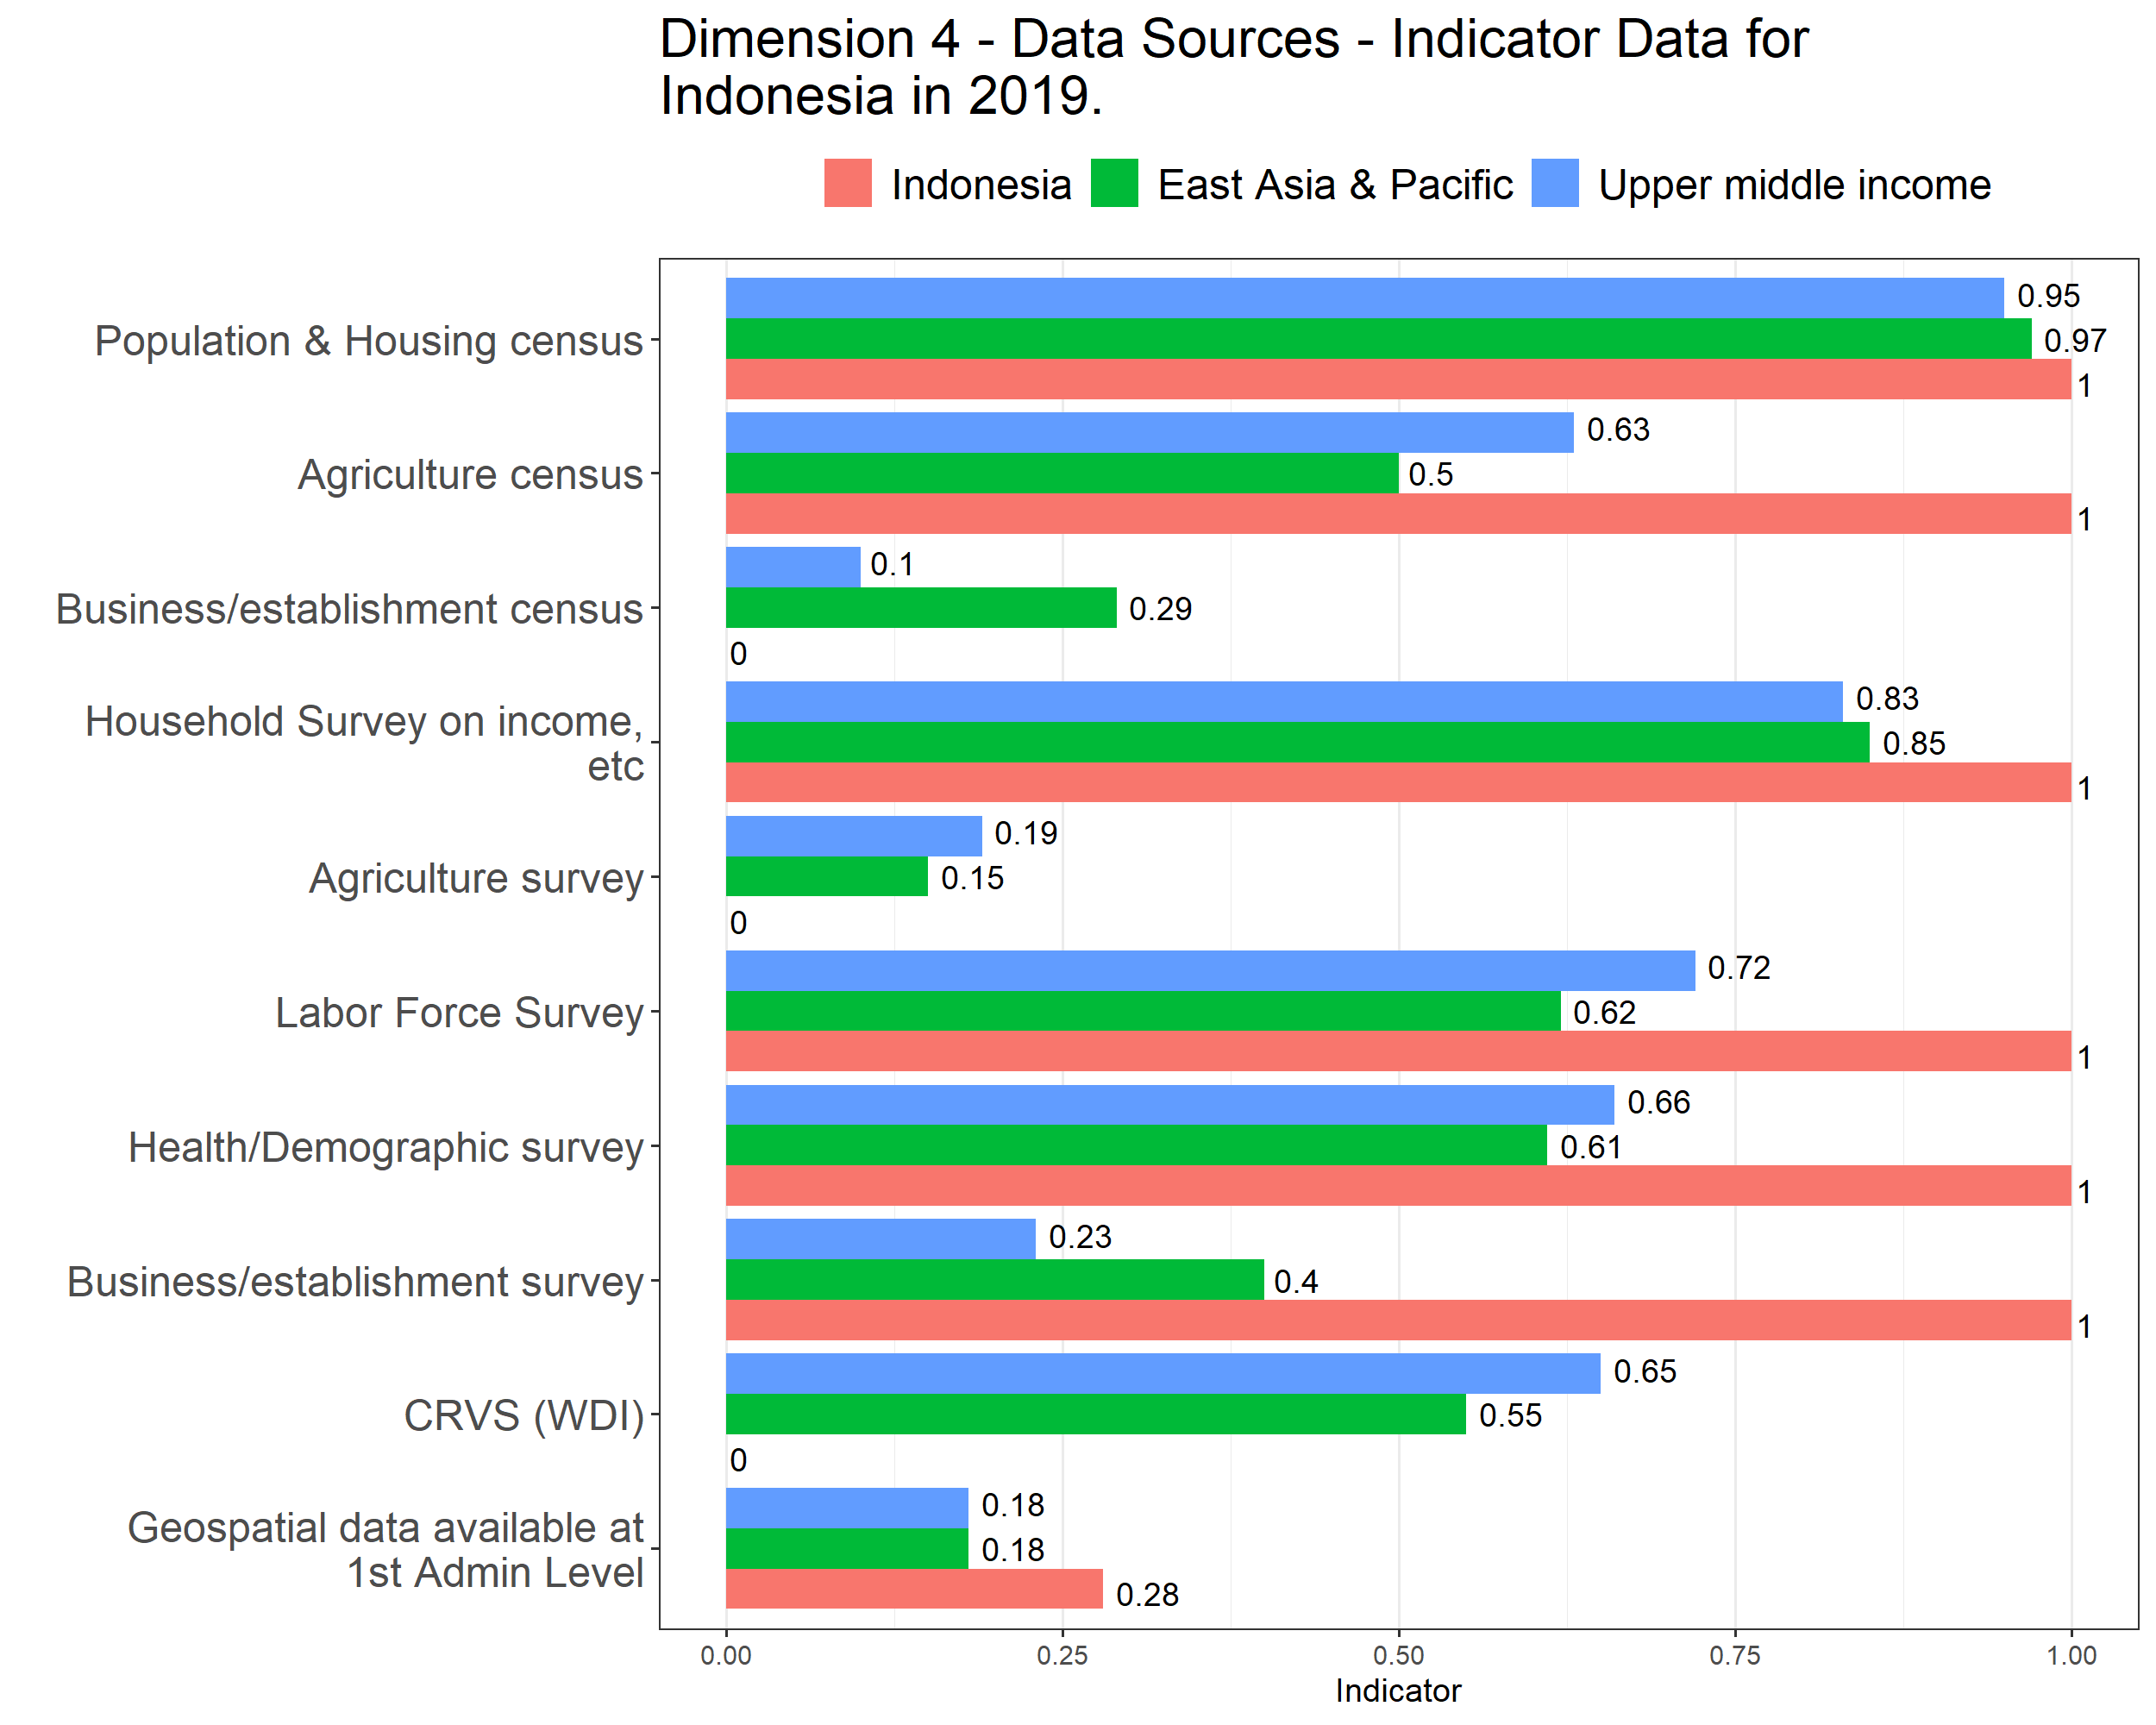 Dimension 4 - Data Sources - Indicator Data for
Indonesia in 2019.
Indonesia East Asia & Pacific Upper middle income
Population & Housing census
0.95
0.97
1
Agriculture census
0.63
0.5
1
Business/establishment census
0.1
0.29
0
Household Survey on income,
etc
0.83
0.85
1
Agriculture survey
0.19
0.15
0
Labor Force Survey
0.72
0.62
1
Health/Demographic survey
0.66
0.61
1
Business/establishment survey
0.23
0.4
1
CRVS (WDI)
0.65
0.55
0
Geospatial data available at
1st Admin Level
0.18
0.18
0.28
0.00 0.25 0.50 0.75 1.00
Indicator